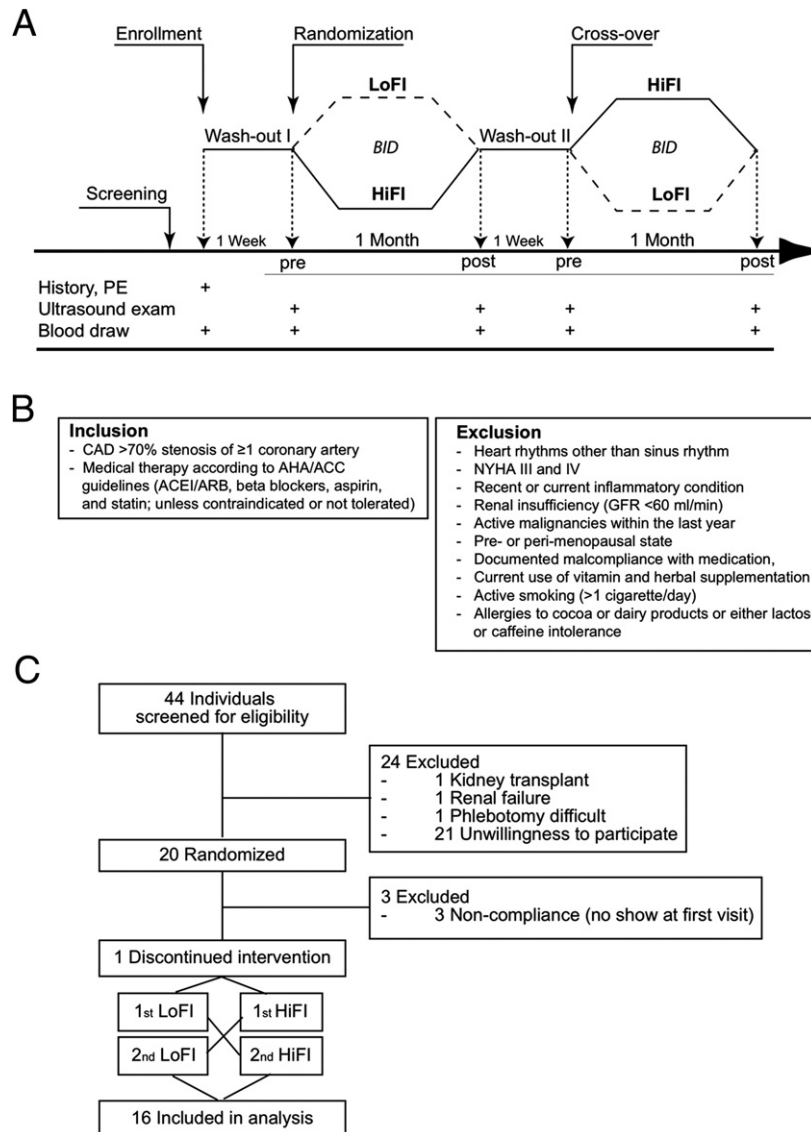 A
Enrollment Randomization Cross-over
LoFI HiFI
Wash-out I BID Wash-out II BID
HiFI LoFI
Screening
1 Week 1 Month 1 Week 1 Month
pre post pre post
History, PE +
Ultrasound exam + + + +
Blood draw + + + + +
B
Inclusion
- CAD >70% stenosis of ≥1 coronary artery
- Medical therapy according to AHA/ACC
guidelines (ACEI/ARB, beta blockers, aspirin,
and statin; unless contraindicated or not tolerated)
Exclusion
- Heart rhythms other than sinus rhythm
- NYHA III and IV
- Recent or current inflammatory condition
- Renal insufficiency (GFR <60 ml/min)
- Active malignancies within the last year
- Pre- or peri-menopausal state
- Documented malcompliance with medication,
- Current use of vitamin and herbal supplementation
- Active smoking (>1 cigarette/day)
- Allergies to cocoa or dairy products or either lactos
or caffeine intolerance
C
44 Individuals
screened for eligibility
24 Excluded
- 1 Kidney transplant
- 1 Renal failure
- 1 Phlebotomy difficult
- 21 Unwillingness to participate
20 Randomized
3 Excluded
- 3 Non-compliance (no show at first visit)
1 Discontinued intervention
1st LoFI 1st HiFI
2nd LoFI 2nd HiFI
16 Included in analysis